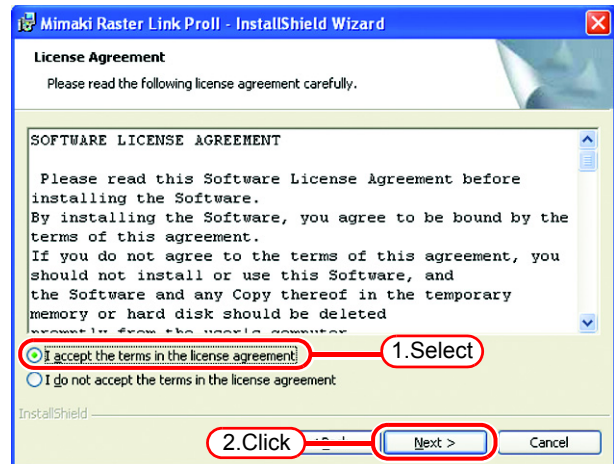 Mimaki Raster Link ProII - InstallShield Wizard
License Agreement
Please read the following license agreement carefully.
SOFTWARE LICENSE AGREEMENT
Please read this Software License Agreement before
installing the Software.
By installing the Software, you agree to be bound by the
terms of this agreement.
If you do not agree to the terms of this agreement, you
should not install or use this Software, and
the Software and any Copy thereof in the temporary
memory or hard disk should be deleted
promptly from the user's computer
I accept the terms in the license agreement
1.Select
I do not accept the terms in the license agreement
InstallShield
2.Click
Next >
Cancel